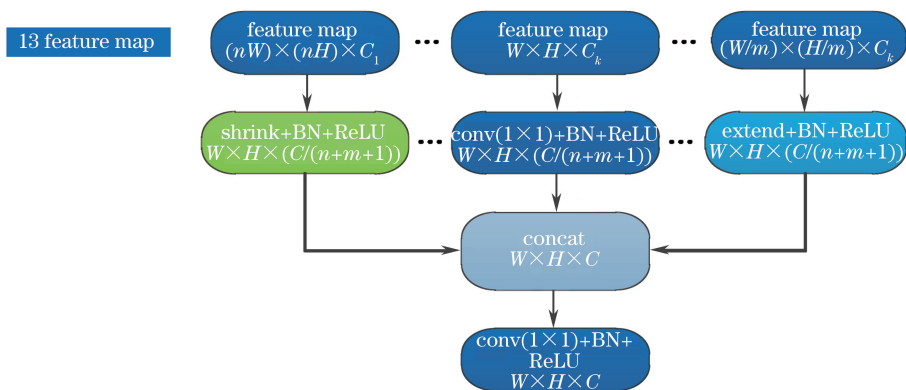 13 feature map
feature map
(nW)×(nH)×C₁
...
feature map
W×H×Cₖ
...
feature map
(W/m)×(H/m)×Cₖ
shrink+BN+ReLU
W×H×(C/(n+m+1))
...
conv(1×1)+BN+ReLU
W×H×(C/(n+m+1))
...
extend+BN+ReLU
W×H×(C/(n+m+1))
concat
W×H×C
conv(1×1)+BN+
ReLU
W×H×C